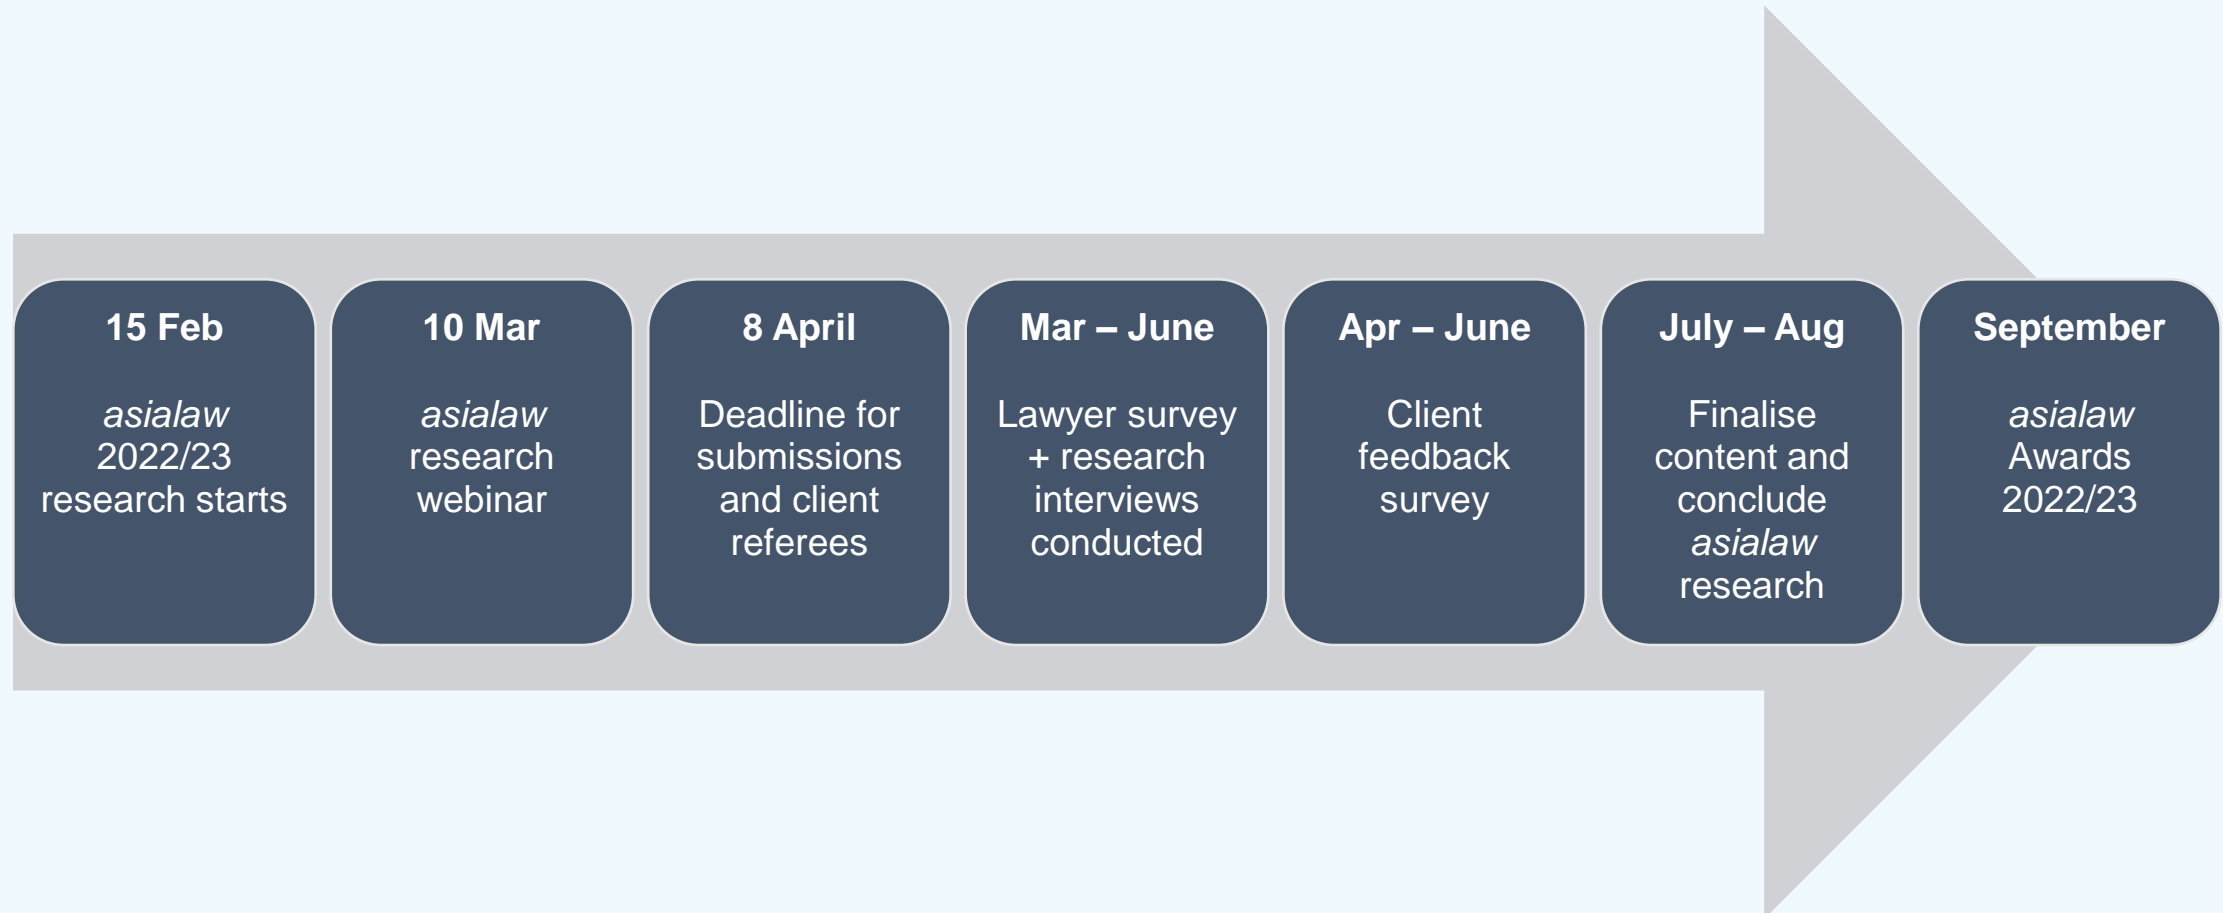 15 Feb
asialaw
2022/23
research starts
10 Mar
asialaw
research
webinar
8 April
Deadline for
submissions
and client
referees
Mar – June
Lawyer survey
+ research
interviews
conducted
Apr – June
Client
feedback
survey
July – Aug
Finalise
content and
conclude
asialaw
research
September
asialaw
Awards
2022/23